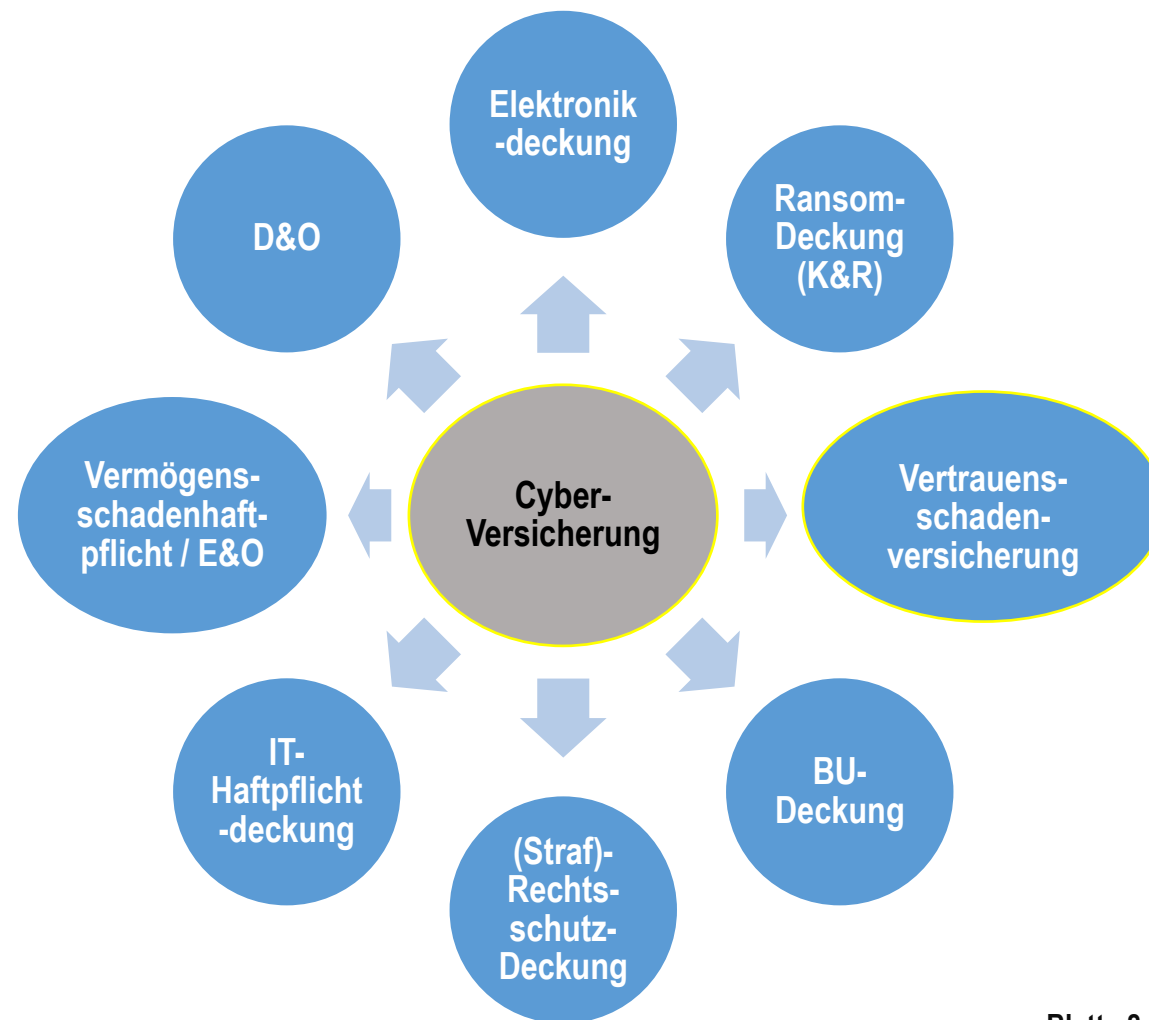 Elektronik
-deckung
Ransom-
Deckung
(K&R)
D&O
Vermögens-
schadenhaft-
pflicht / E&O
Cyber-
Versicherung
Vertrauens-
schaden-
versicherung
IT-
Haftpflicht
-deckung
BU-
Deckung
(Straf)-
Rechts-
schutz-
Deckung